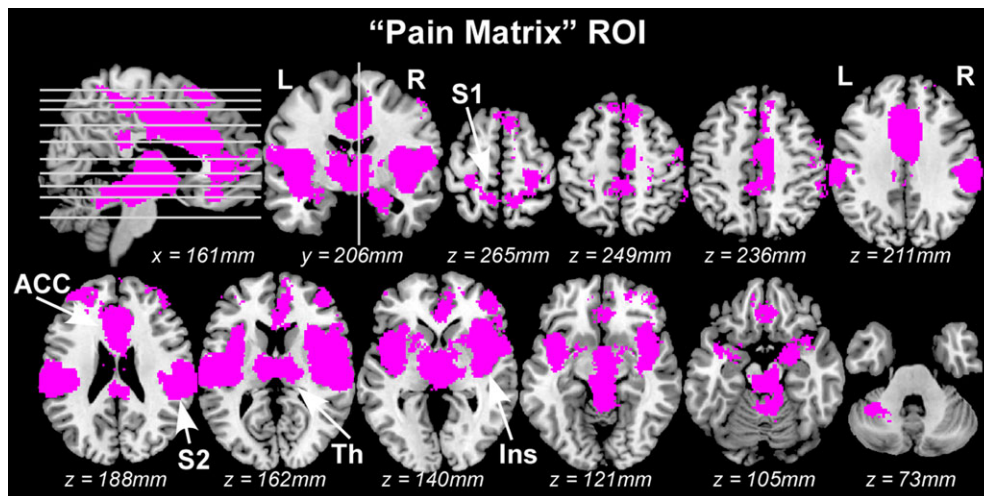 “Pain Matrix” ROI
L R
S1
L R
x = 161mm y = 206mm z = 265mm z = 249mm z = 236mm z = 211mm
ACC
S2
Th
Ins
z = 188mm z = 162mm z = 140mm z = 121mm z = 105mm z = 73mm